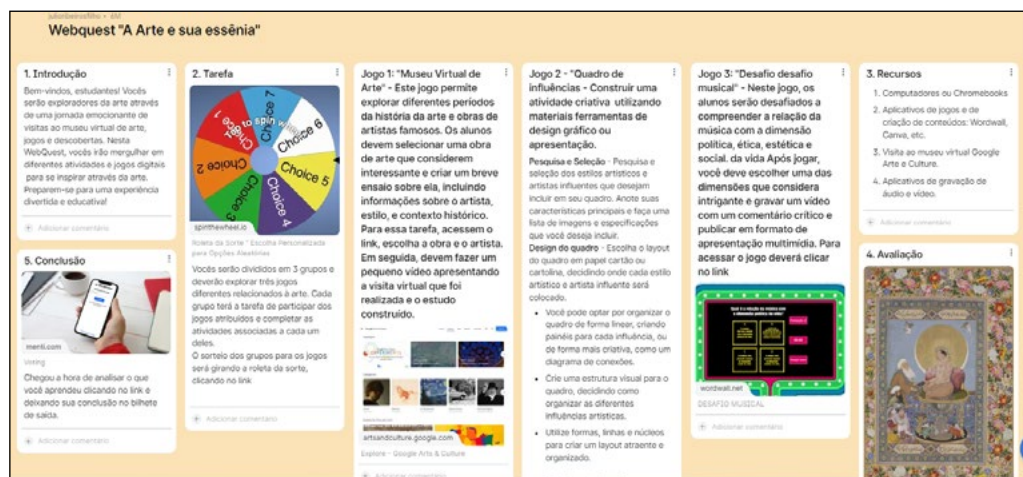 Webquest "A Arte e sua essênia"
1. Introdução
Bem-vindos, estudantes! Vocês
serão exploradores da arte através
de uma jornada emocionante de
visitas ao museu virtual de arte,
jogos e descobertas. Nesta
WebQuest, vocês irão mergulhar em
diferentes atividades e jogos digitais
para se inspirar através da arte.
Preparem-se para uma experiência
divertida e educativa!
Adicionar comentário
5. Conclusão
menti.com
Voting
Chegou a hora de analisar o que
você aprendeu clicando no link e
deixando sua conclusão no bilhete
de saída.
Adicionar comentário
2. Tarefa
Choice 7
Choice 6
Choice 5
Choice 4
Choice 3
Choice 2
Choice 1
to spin
spinthewheel.io
Roleta da Sorte * Escolha Personalizada
para Opções Aleatórias
Vocês serão divididos em 3 grupos e
deverão explorar três jogos
diferentes relacionados à arte. Cada
grupo terá a tarefa de participar dos
jogos atribuídos e completar as
atividades associadas a cada um
deles.
O sorteio dos grupos para os jogos
será girando a roleta da sorte,
clicando no link
Adicionar comentário
Jogo 1: "Museu Virtual de
Arte" - Este jogo permite
explorar diferentes períodos
da história da arte e obras de
artistas famosos. Os alunos
devem selecionar uma obra
de arte que considerem
interessante e criar um breve
ensaio sobre ela, incluindo
informações sobre o artista,
estilo, e contexto histórico.
Para essa tarefa, acessem o
link, escolha a obra e o artista.
Em seguida, devem fazer um
pequeno vídeo apresentando
a visita virtual que foi
realizada e o estudo
construído.
artsandculture.google.com
Explore - Google Arts & Culture
Adicionar comentário
Jogo 2 - "Quadro de
influências - Construir uma
atividade criativa utilizando
materiais ferramentas de
design gráfico ou
apresentação.
Pesquisa e Seleção - Pesquisa e
seleção dos estilos artísticos e
artistas influentes que desejam
incluir em seu quadro. Anote suas
características principais e faça uma
lista de imagens e especificações
que você deseja incluir.
Design do quadro - Escolha o layout
do quadro em papel cartão ou
cartolina, decidindo onde cada estilo
artístico e artista influente será
colocado.
• Você pode optar por organizar o
quadro de forma linear, criando
painéis para cada influência, ou
de forma mais criativa, como um
diagrama de conexões.
• Crie uma estrutura visual para o
quadro, decidindo como
organizar as diferentes
influências artísticas.
• Utilize formas, linhas e núcleos
para criar um layout atraente e
organizado.
Jogo 3: "Desafio desafio
musical" - Neste jogo, os
alunos serão desafiados a
compreender a relação da
música com a dimensão
política, ética, estética e
social. da vida Após jogar,
você deve escolher uma das
dimensões que considera
intrigante e gravar um vídeo
com um comentário crítico e
publicar em formato de
apresentação multimídia. Para
acessar o jogo deverá clicar
no link
wordwall.net
DESAFIO MUSICAL
Adicionar comentário
3. Recursos
1. Computadores ou Chromebooks
2. Aplicativos de jogos e de
criação de conteúdos: Wordwall,
Canva, etc.
3. Visita ao museu virtual Google
Arte e Culture.
4. Aplicativos de gravação de
áudio e vídeo.
Adicionar comentário
4. Avaliação